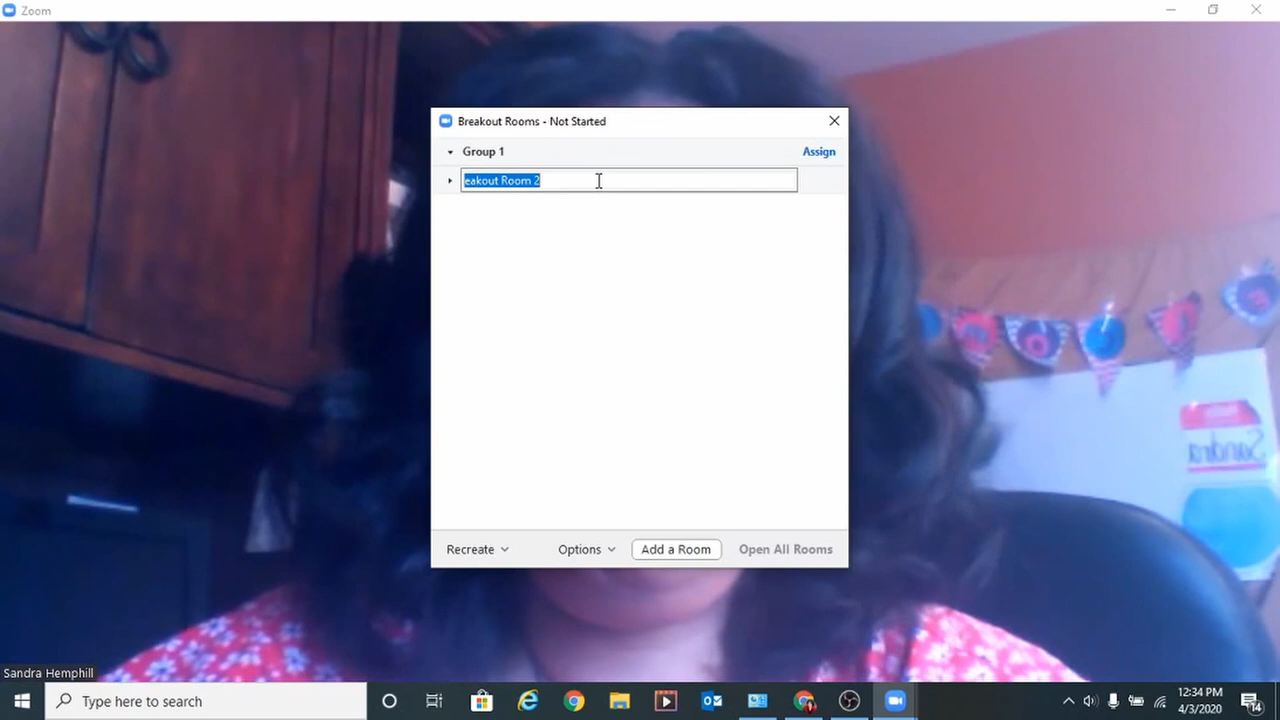 Zoom
Breakout Rooms - Not Started
Group 1
Assign
eakout Room 2
Recreate
Options
Add a Room
Open All Rooms
Sandra
Sandra Hemphill
Type here to search
12:34 PM
4/3/2020
14